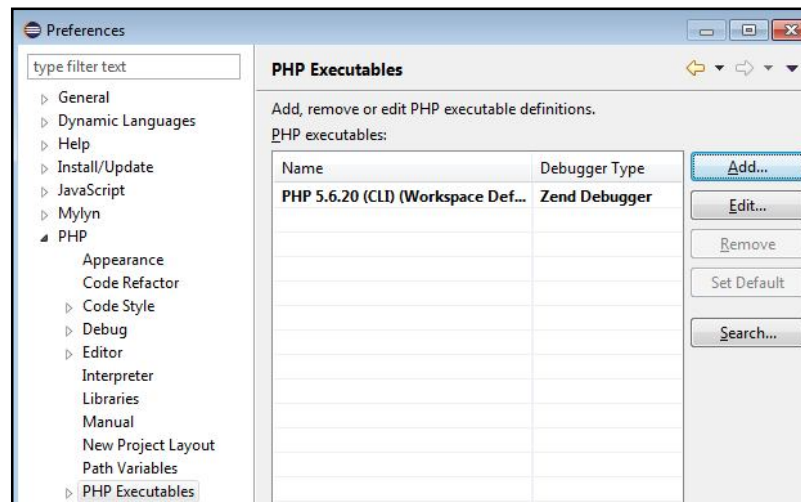 Preferences
type filter text
General
Dynamic Languages
Help
Install/Update
JavaScript
Mylyn
PHP
Appearance
Code Refactor
Code Style
Debug
Editor
Interpreter
Libraries
Manual
New Project Layout
Path Variables
PHP Executables
PHP Executables
Add, remove or edit PHP executable definitions.
PHP executables:
Name Debugger Type
PHP 5.6.20 (CLI) (Workspace Def... Zend Debugger
Add...
Edit...
Remove
Set Default
Search...